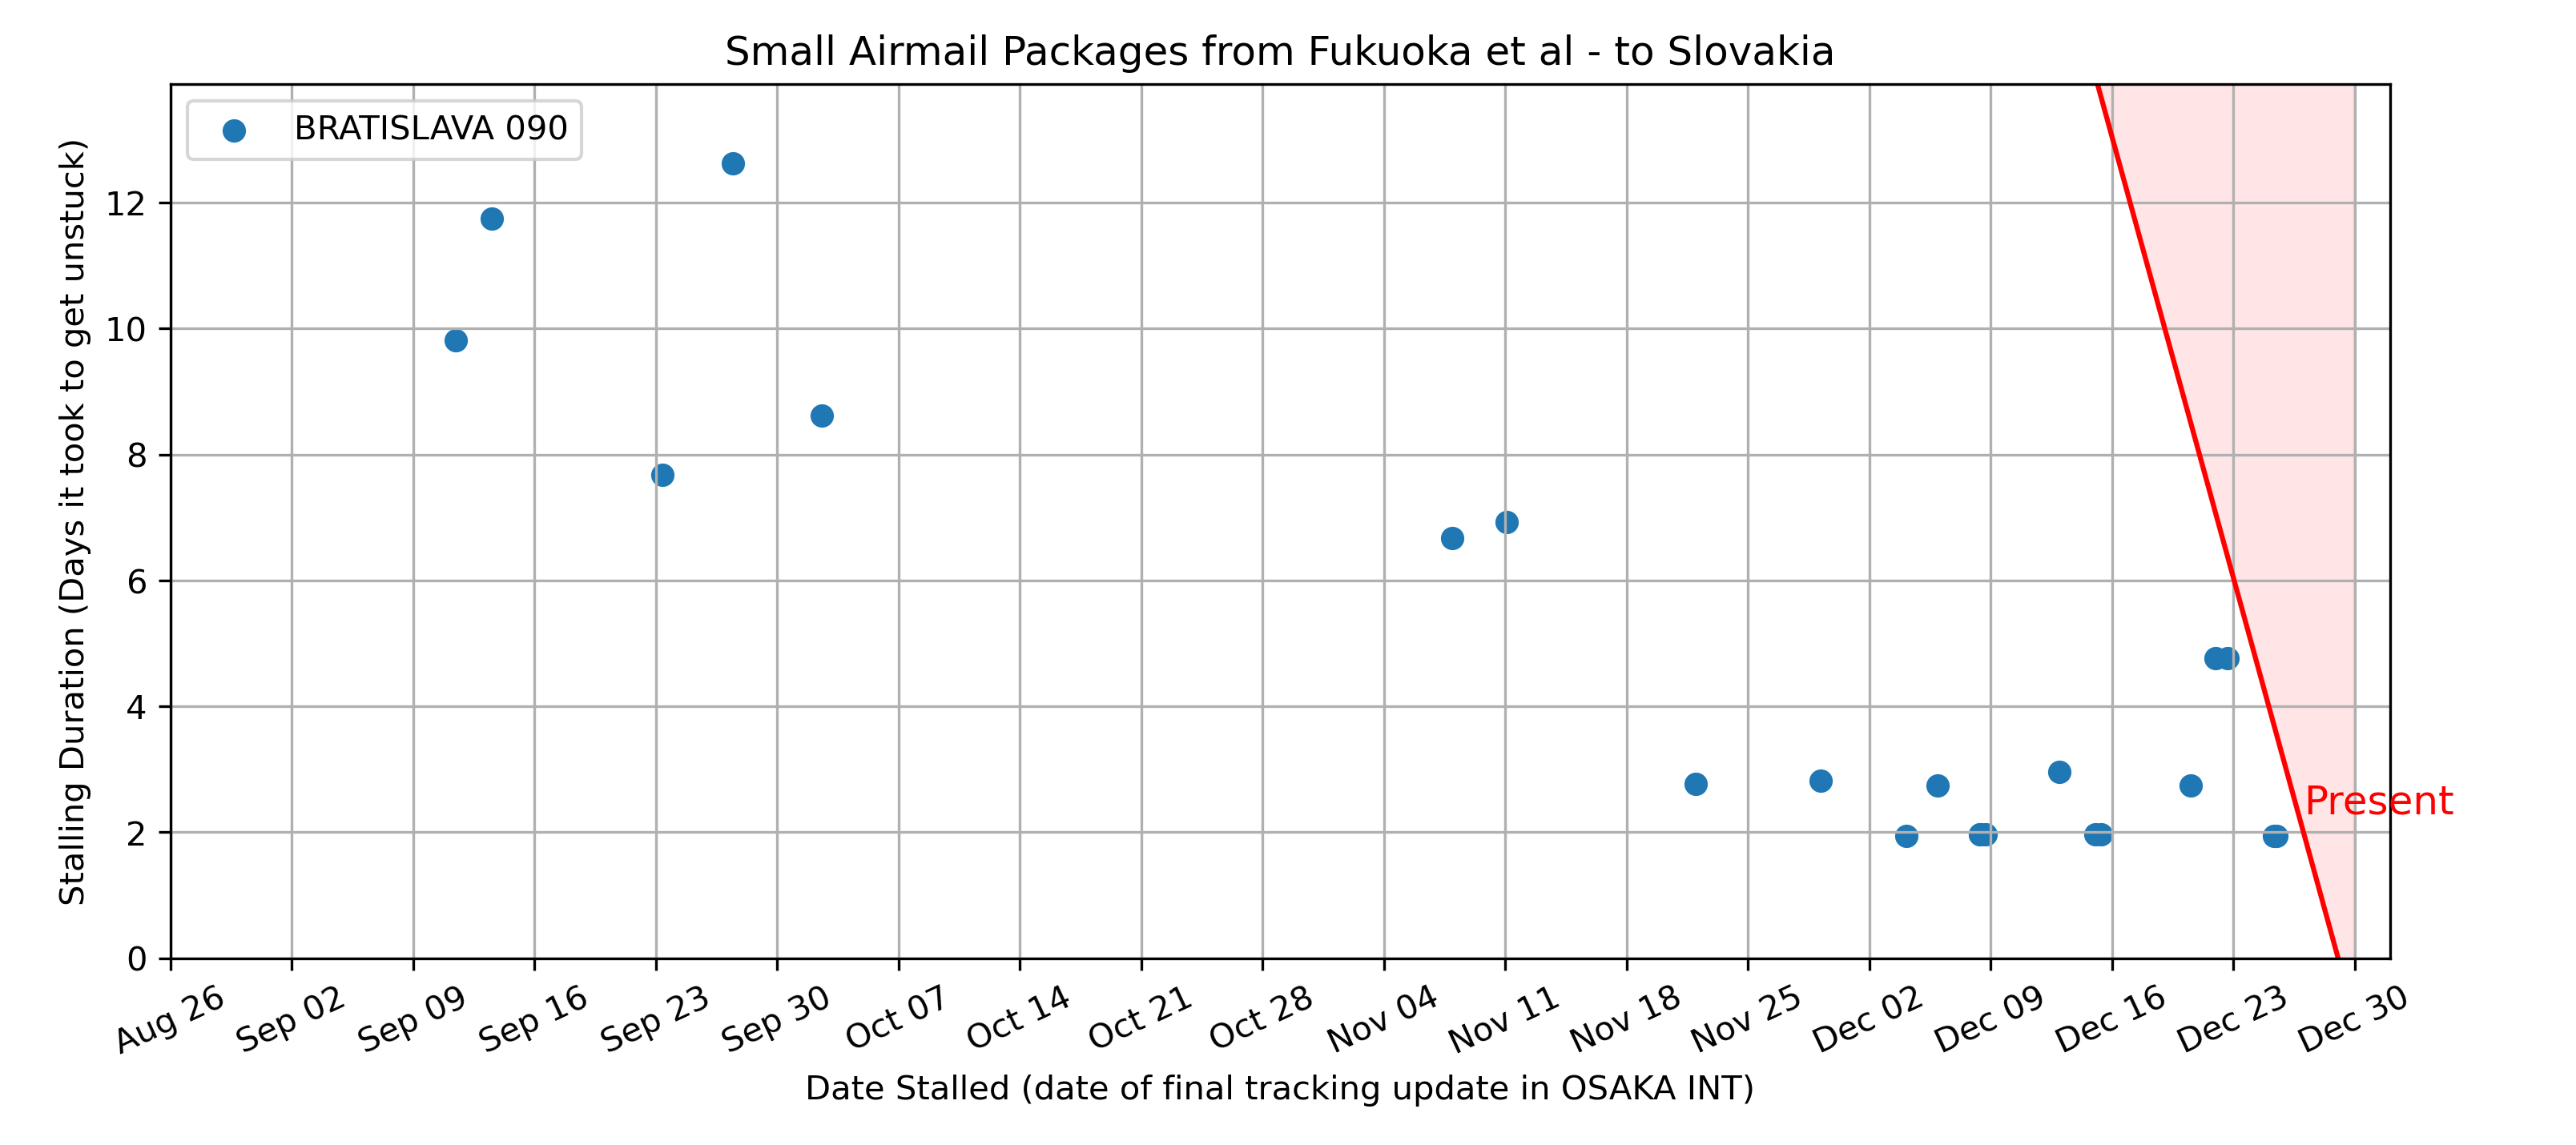 Small Airmail Packages from Fukuoka et al - to Slovakia
BRATISLAVA 090
Stalling Duration (Days it took to get unstuck)
12
10
8
6
4
2
0
Present
Aug 26
Sep 02
Sep 09
Sep 16
Sep 23
Sep 30
Oct 07
Oct 14
Oct 21
Oct 28
Nov 04
Nov 11
Nov 18
Nov 25
Dec 02
Dec 09
Dec 16
Dec 23
Dec 30
Date Stalled (date of final tracking update in OSAKA INT)